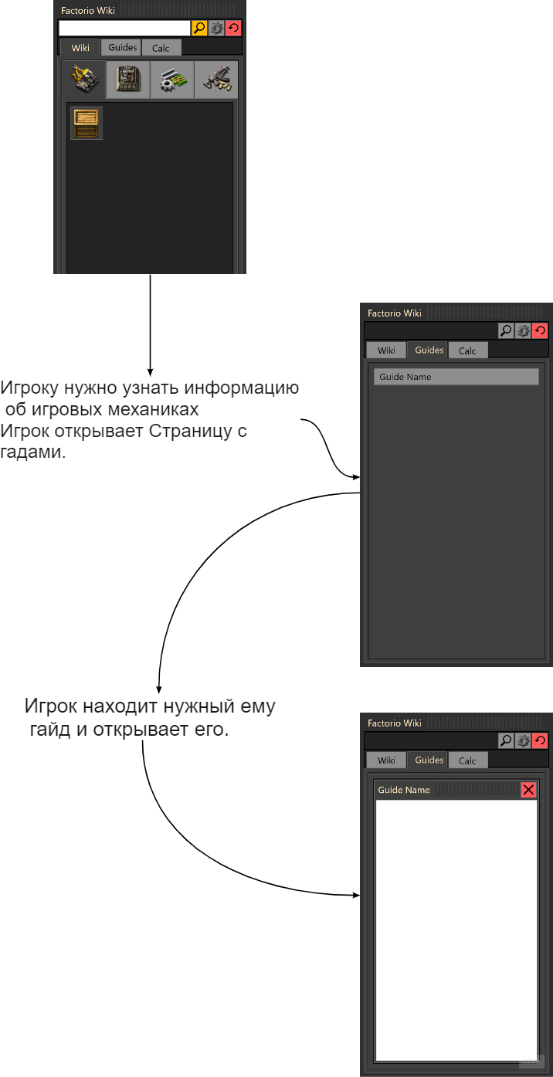 Factorio Wiki
Wiki Guides Calc
Игроку нужно узнать информацию
об игровых механиках
Игрок открывает Страницу с
гадами.
Factorio Wiki
Wiki Guides Calc
Guide Name
Игрок находит нужный ему
гайд и открывает его.
Factorio Wiki
Wiki Guides Calc
Guide Name